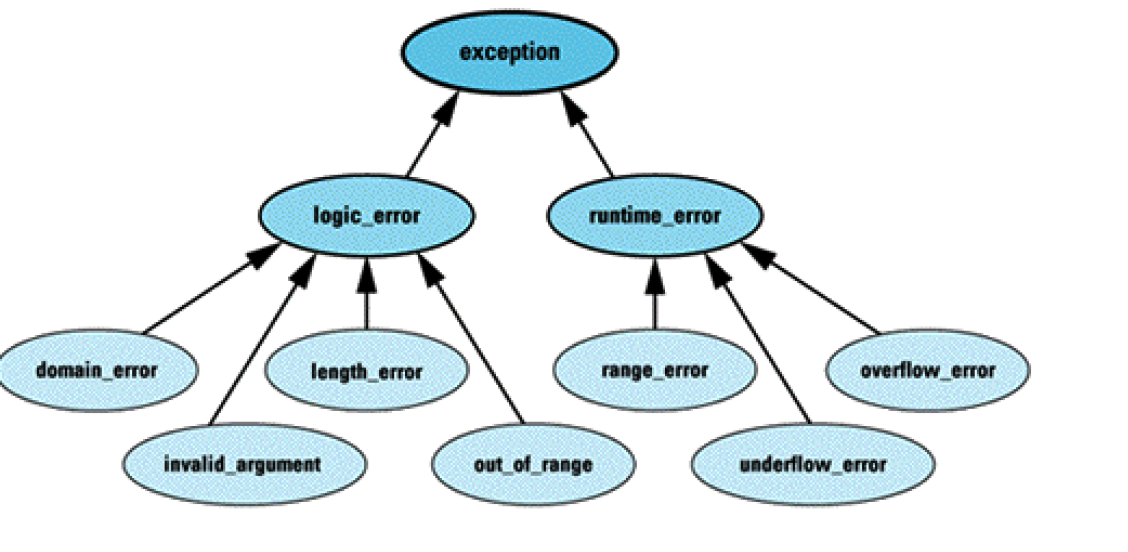 exception
logic_error
runtime_error
domain_error
length_error
range_error
overflow_error
invalid_argument
out_of_range
underflow_error